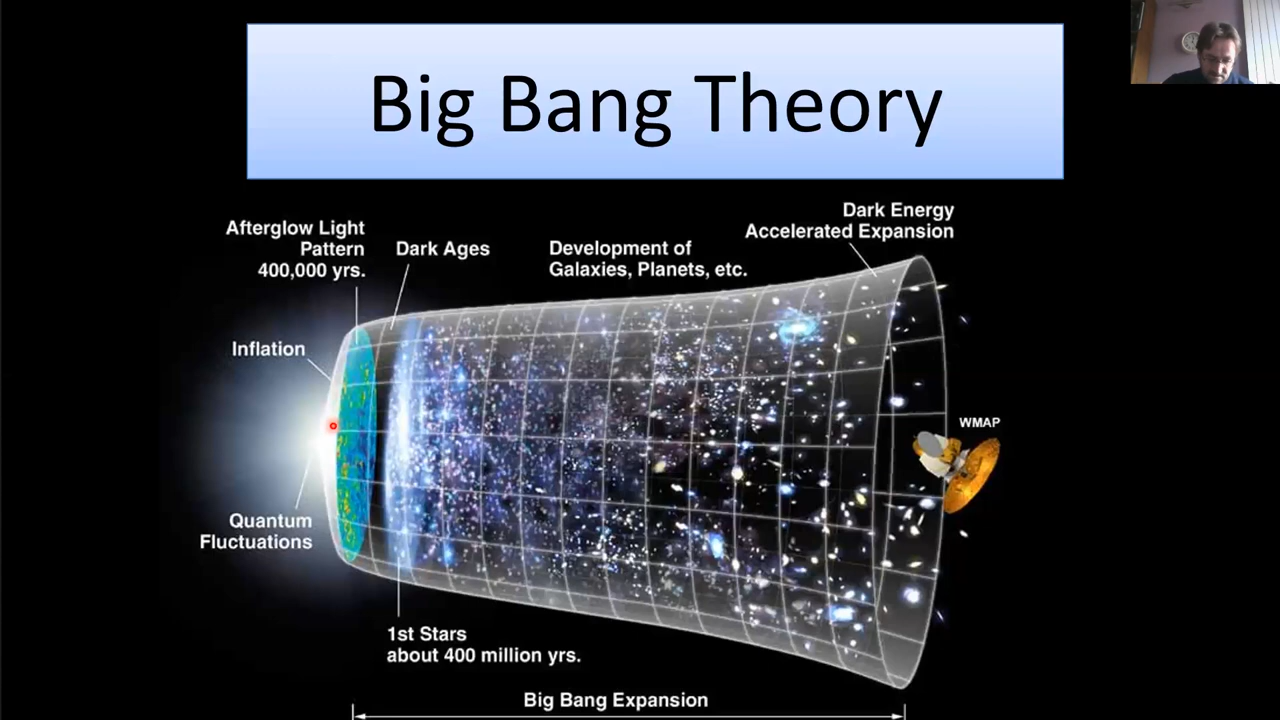 Big Bang Theory
Dark Energy
Accelerated Expansion
Afterglow Light
Pattern
400,000 yrs.
Dark Ages
Development of
Galaxies, Planets, etc.
Inflation
WMAP
Quantum
Fluctuations
1st Stars
about 400 million yrs.
Big Bang Expansion